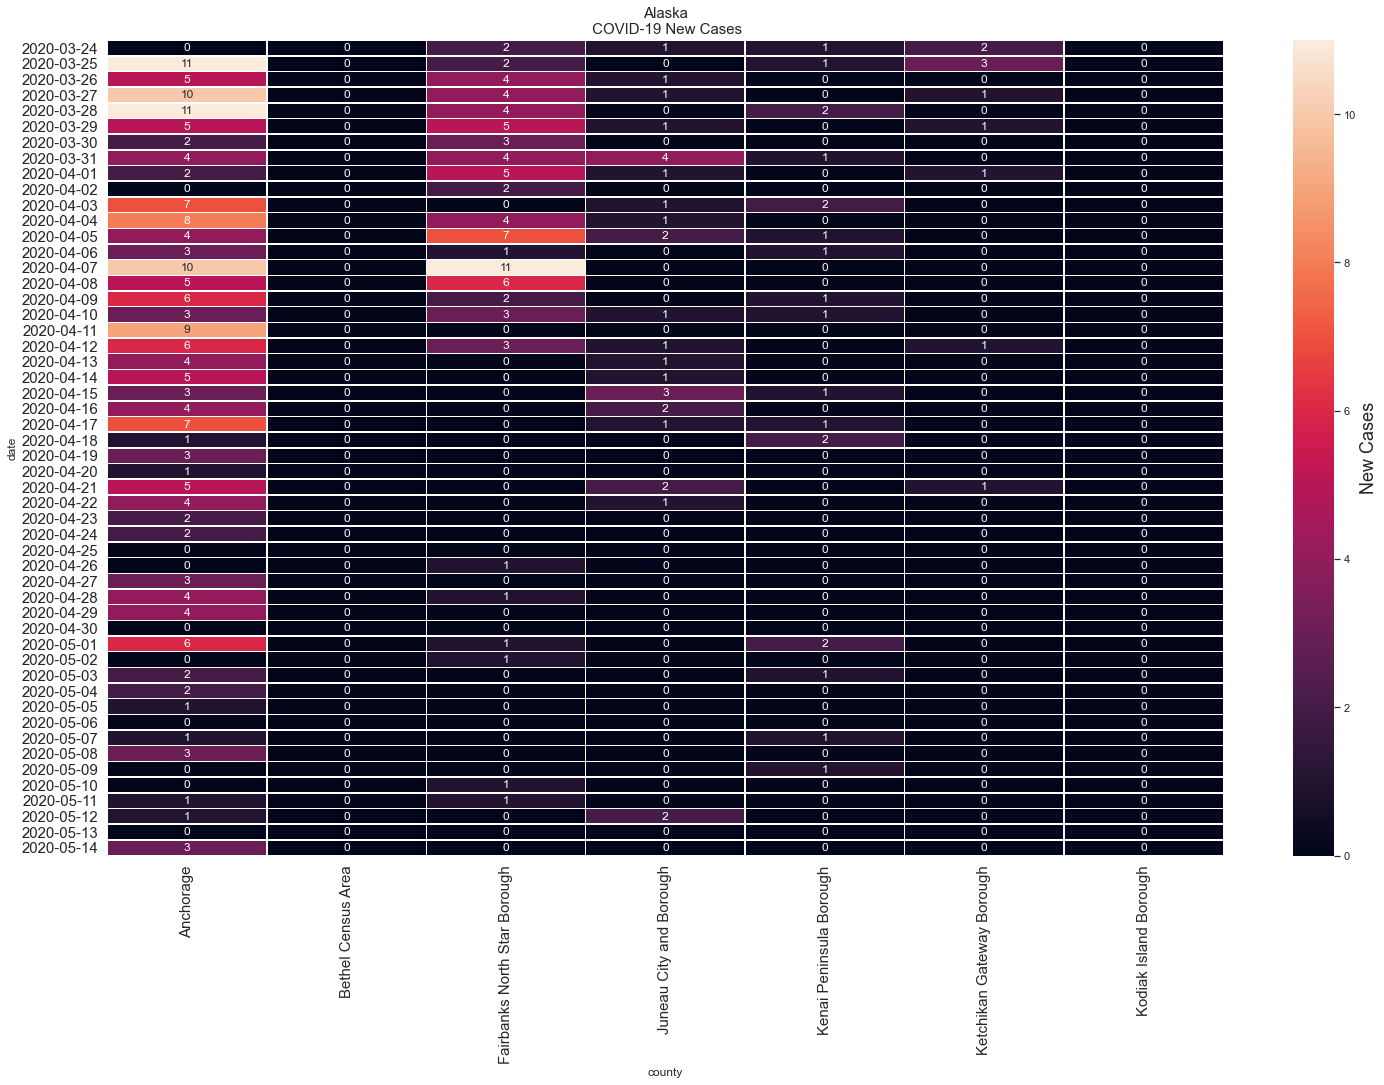 Alaska
COVID-19 New Cases
2020-03-24 0 0 2 1 1 2 0
2020-03-25 11 0 2 0 1 3 0
2020-03-26 5 0 4 1 0 0 0
2020-03-27 10 0 4 1 0 1 0
2020-03-28 11 0 4 0 2 0 0
2020-03-29 5 0 5 1 0 1 0
2020-03-30 2 0 3 0 0 0 0
2020-03-31 4 0 4 4 1 0 0
2020-04-01 2 0 5 1 0 1 0
2020-04-02 0 0 2 0 0 0 0
2020-04-03 7 0 0 1 2 0 0
2020-04-04 8 0 4 1 0 0 0
2020-04-05 4 0 7 2 1 0 0
2020-04-06 3 0 1 0 1 0 0
2020-04-07 10 0 11 0 0 0 0
2020-04-08 5 0 6 0 0 0 0
2020-04-09 6 0 2 0 1 0 0
2020-04-10 3 0 3 1 1 0 0
2020-04-11 9 0 0 0 0 0 0
2020-04-12 6 0 3 1 0 1 0
2020-04-13 4 0 0 1 0 0 0
2020-04-14 5 0 0 1 0 0 0
2020-04-15 3 0 0 3 1 0 0
2020-04-16 4 0 0 2 0 0 0
2020-04-17 7 0 0 1 1 0 0
2020-04-18 1 0 0 0 2 0 0
2020-04-19 3 0 0 0 0 0 0
2020-04-20 1 0 0 0 0 0 0
2020-04-21 5 0 0 2 0 1 0
2020-04-22 4 0 0 1 0 0 0
2020-04-23 2 0 0 0 0 0 0
2020-04-24 2 0 0 0 0 0 0
2020-04-25 0 0 0 0 0 0 0
2020-04-26 0 0 1 0 0 0 0
2020-04-27 3 0 0 0 0 0 0
2020-04-28 4 0 1 0 0 0 0
2020-04-29 4 0 0 0 0 0 0
2020-04-30 0 0 0 0 0 0 0
2020-05-01 6 0 1 0 2 0 0
2020-05-02 0 0 1 0 0 0 0
2020-05-03 2 0 0 0 1 0 0
2020-05-04 2 0 0 0 0 0 0
2020-05-05 1 0 0 0 0 0 0
2020-05-06 0 0 0 0 0 0 0
2020-05-07 1 0 0 0 1 0 0
2020-05-08 3 0 0 0 0 0 0
2020-05-09 0 0 0 0 1 0 0
2020-05-10 0 0 1 0 0 0 0
2020-05-11 1 0 1 0 0 0 0
2020-05-12 1 0 0 2 0 0 0
2020-05-13 0 0 0 0 0 0 0
2020-05-14 3 0 0 0 0 0 0
date
Anchorage
Bethel Census Area
Fairbanks North Star Borough
Juneau City and Borough
Kenai Peninsula Borough
Ketchikan Gateway Borough
Kodiak Island Borough
county
10
8
6
4
2
0
New Cases